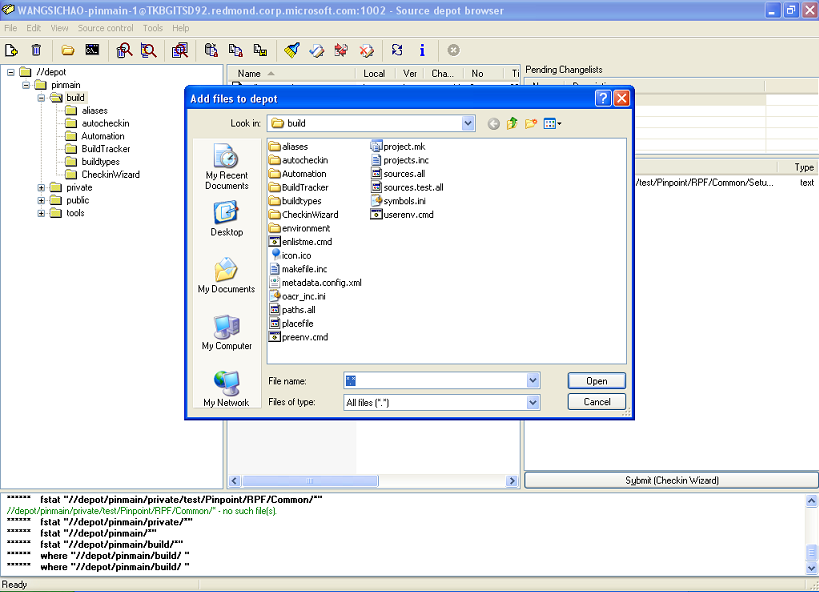 WANGSICHAO-pinmain-1@TKBGITSD92.redmond.corp.microsoft.com:1002 - Source depot browser
File Edit View Source control Tools Help
//depot
pinmain
build
aliases
autocheckin
Automation
BuildTracker
buildtypes
CheckinWizard
private
public
tools
Name Local Ver Cha... No Ti
Pending Changelists
Type
/test/Pinpoint/RPF/Common/Setu... text
Add files to depot
Look in: build
My Recent Documents
Desktop
My Documents
My Computer
My Network
aliases
autocheckin
Automation
BuildTracker
buildtypes
CheckinWizard
environment
enlistme.cmd
icon.ico
makefile.inc
metadata.config.xml
oacr_inc.ini
paths.all
placefile
preenv.cmd
project.mk
projects.inc
sources.all
sources.test.all
symbols.ini
userenv.cmd
File name: *.*
Open
Files of type: All files (*.*)
Cancel
Submit (Checkin Wizard)
****** fstat "//depot/pinmain/private/test/Pinpoint/RPF/Common/*"
//depot/pinmain/private/test/Pinpoint/RPF/Common/* - no such file(s).
****** fstat "//depot/pinmain/private/*"
****** fstat "//depot/pinmain/*"
****** fstat "//depot/pinmain/build/*"
****** where "//depot/pinmain/build/ "
****** where "//depot/pinmain/build/ "
Ready